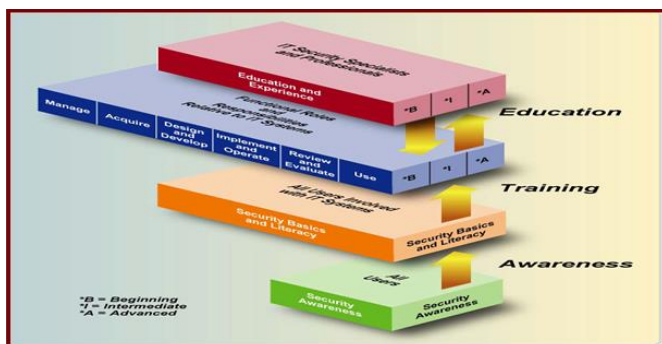 IT Security Specialists
and Professionals
Education and
Experience
*B
*I
*A
Education
Functional Roles
and
Responsibilities
Relative to IT Systems
Manage
Acquire
Design
and
Develop
Implement
and
Operate
Review
and
Evaluate
Use
*B
*I
*A
Training
All Users Involved
with IT Systems
Security Basics
and Literacy
Security Basics
and Literacy
Awareness
All
Users
Security
Awareness
Security
Awareness
*B = Beginning
*I = Intermediate
*A = Advanced